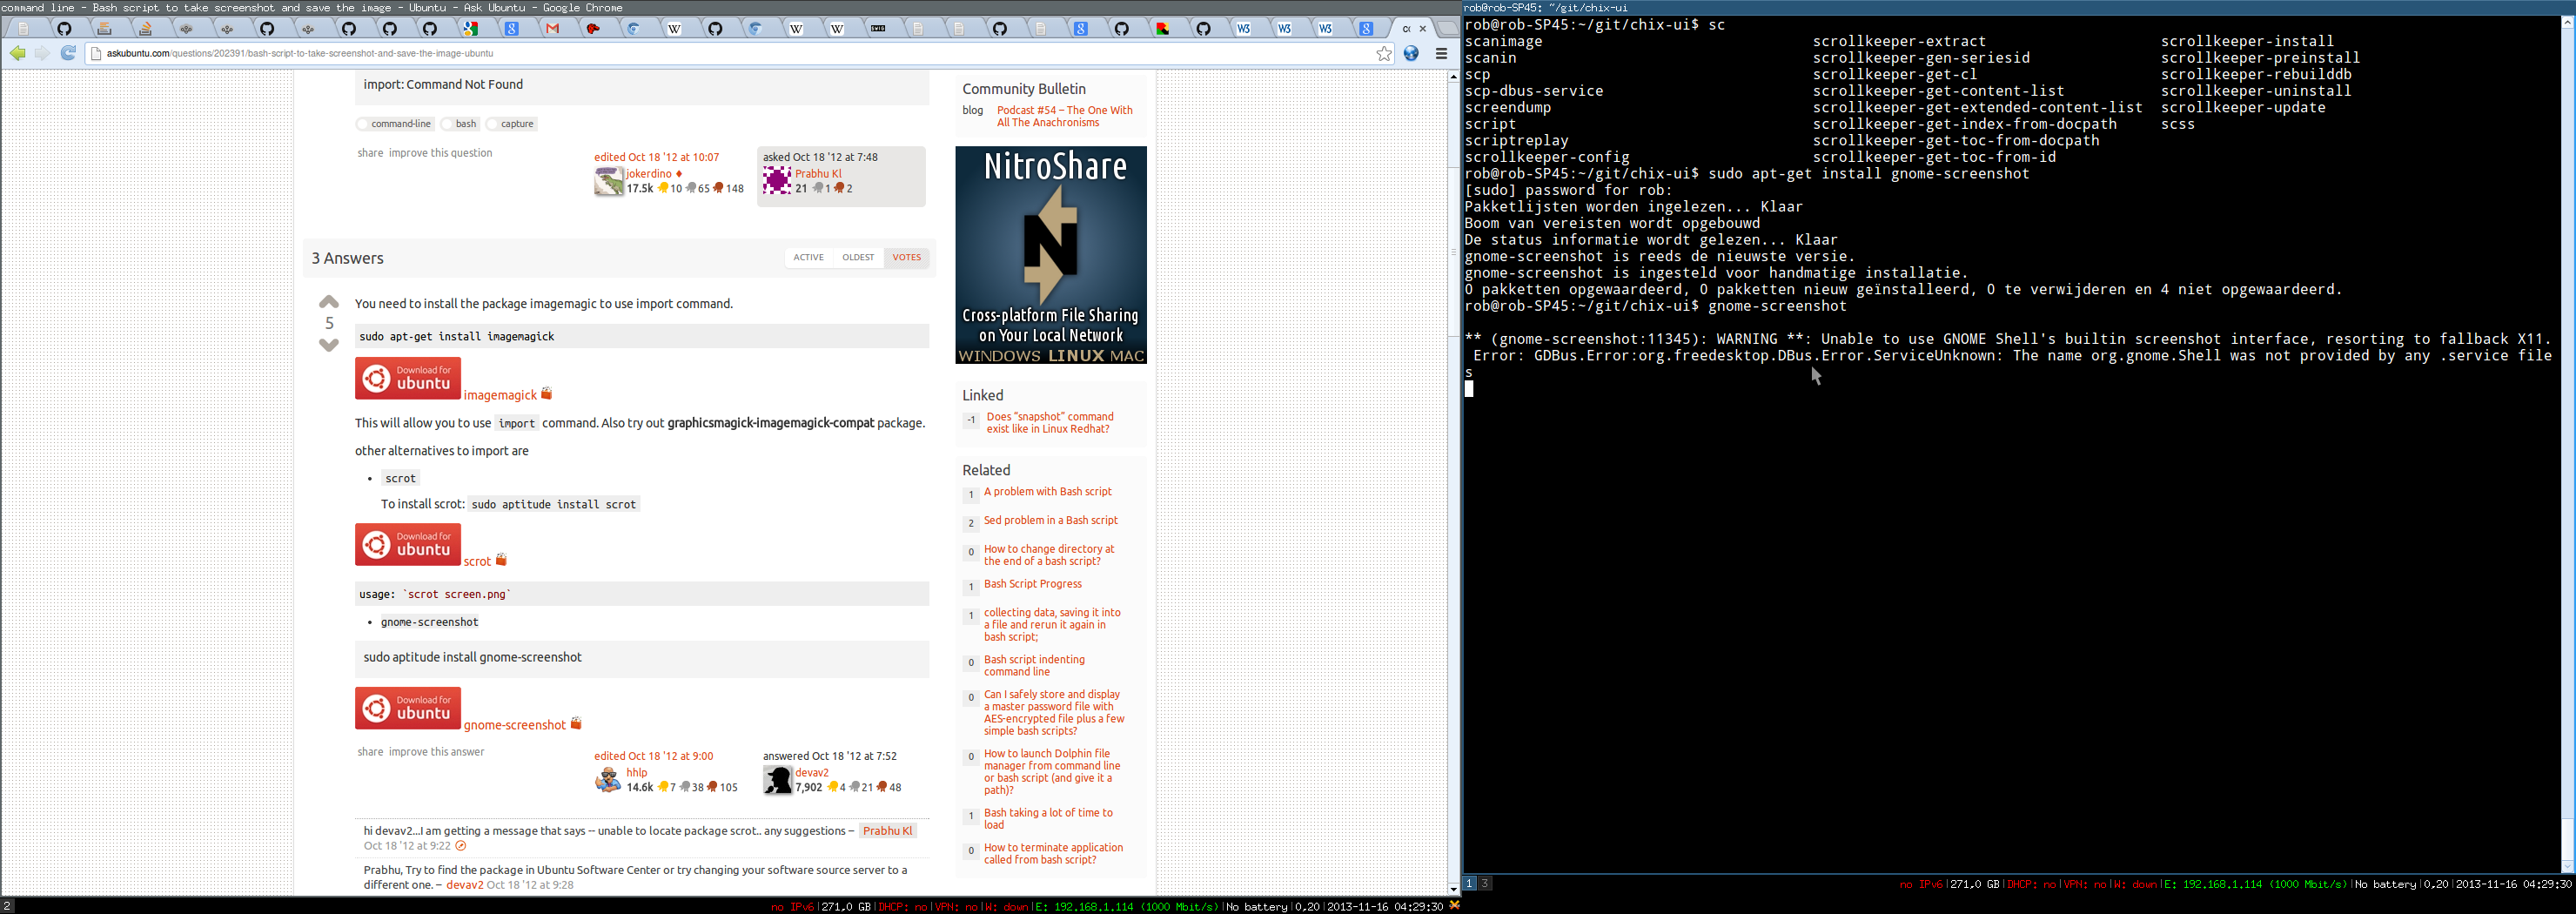 command line - Bash script to take screenshot and save the image - Ubuntu - Ask Ubuntu - Google Chrome
askubuntu.com/questions/202391/bash-script-to-take-screenshot-and-save-the-image-ubuntu
import: Command Not Found
command-line bash capture
share improve this question
edited Oct 18 '12 at 10:07
jokerdino ♦
17.5k 10 65 148
asked Oct 18 '12 at 7:48
Prabhu Kl
21 1 2
3 Answers
ACTIVE OLDEST VOTES
5
You need to install the package imagemagic to use import command.
sudo apt-get install imagemagick
Download for ubuntu imagemagick
This will allow you to use import command. Also try out graphicsmagick-imagemagick-compat package.
other alternatives to import are
• scrot
To install scrot: sudo aptitude install scrot
Download for ubuntu scrot
usage: `scrot screen.png`
• gnome-screenshot
sudo aptitude install gnome-screenshot
Download for ubuntu gnome-screenshot
share improve this answer
edited Oct 18 '12 at 9:00
hhlp
14.6k 7 38 105
answered Oct 18 '12 at 7:52
devav2
7,902 4 21 48
hi devav2...I am getting a message that says -- unable to locate package scrot.. any suggestions – Prabhu Kl
Oct 18 '12 at 9:22
Prabhu, Try to find the package in Ubuntu Software Center or try changing your software source server to a
different one. – devav2 Oct 18 '12 at 9:28
Community Bulletin
blog Podcast #54 – The One With
All The Anachronisms
NitroShare
N
Cross-platform File Sharing
on Your Local Network
WINDOWS LINUX MAC
Linked
-1 Does "snapshot" command
exist like in Linux Redhat?
Related
1 A problem with Bash script
2 Sed problem in a Bash script
0 How to change directory at
the end of a bash script?
1 Bash Script Progress
1 collecting data, saving it into
a file and rerun it again in
bash script;
0 Bash script indenting
command line
0 Can I safely store and display
a master password file with
AES-encrypted file plus a few
simple bash scripts?
0 How to launch Dolphin file
manager from command line
or bash script (and give it a
path)?
1 Bash taking a lot of time to
load
0 How to terminate application
called from bash script?
2
no IPv6|271,0 GB|DHCP: no|VPN: no|W: down|E: 192.168.1.114 (1000 Mbit/s)|No battery|0,20|2013-11-16 04:29:30
rob@rob-SP45: ~/git/chix-ui
rob@rob-SP45:~/git/chix-ui$ sc
scanimage scrollkeeper-extract scrollkeeper-install
scanin scrollkeeper-gen-seriesid scrollkeeper-preinstall
scp scrollkeeper-get-cl scrollkeeper-rebuilddb
scp-dbus-service scrollkeeper-get-content-list scrollkeeper-uninstall
screendump scrollkeeper-get-extended-content-list scrollkeeper-update
script scrollkeeper-get-index-from-docpath scss
scriptreplay scrollkeeper-get-toc-from-docpath
scrollkeeper-config scrollkeeper-get-toc-from-id
rob@rob-SP45:~/git/chix-ui$ sudo apt-get install gnome-screenshot
[sudo] password for rob:
Pakketlijsten worden ingelezen... Klaar
Boom van vereisten wordt opgebouwd
De status informatie wordt gelezen... Klaar
gnome-screenshot is reeds de nieuwste versie.
gnome-screenshot is ingesteld voor handmatige installatie.
0 pakketten opgewaardeerd, 0 pakketten nieuw geïnstalleerd, 0 te verwijderen en 4 niet opgewaardeerd.
rob@rob-SP45:~/git/chix-ui$ gnome-screenshot
** (gnome-screenshot:11345): WARNING **: Unable to use GNOME Shell's builtin screenshot interface, resorting to fallback X11.
Error: GDBus.Error:org.freedesktop.DBus.Error.ServiceUnknown: The name org.gnome.Shell was not provided by any .service file
s
1 3
no IPv6|271,0 GB|DHCP: no|VPN: no|W: down|E: 192.168.1.114 (1000 Mbit/s)|No battery|0,20|2013-11-16 04:29:30